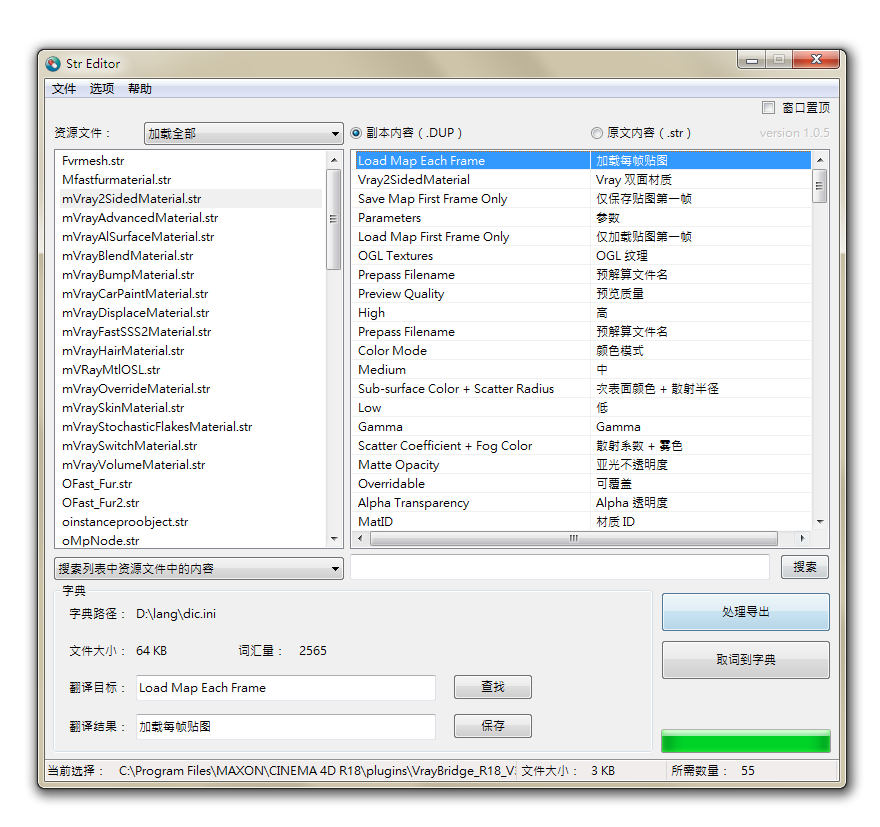 Str Editor
文件 选项 帮助
窗口置顶
资源文件： 加载全部 副本内容（.DUP） 原文内容（.str） version 1.0.5
Fvrmesh.str
Mfastfurmaterial.str
mVray2SidedMaterial.str
mVrayAdvancedMaterial.str
mVrayAlSurfaceMaterial.str
mVrayBlendMaterial.str
mVrayBumpMaterial.str
mVrayCarPaintMaterial.str
mVrayDisplaceMaterial.str
mVrayFastSSS2Material.str
mVrayHairMaterial.str
mVRayMtlOSL.str
mVrayOverrideMaterial.str
mVraySkinMaterial.str
mVrayStochasticFlakesMaterial.str
mVraySwitchMaterial.str
mVrayVolumeMaterial.str
OFast_Fur.str
OFast_Fur2.str
oinstanceproobject.str
oMpNode.str
Load Map Each Frame 加载每帧贴图
Vray2SidedMaterial Vray 双面材质
Save Map First Frame Only 仅保存贴图第一帧
Parameters 参数
Load Map First Frame Only 仅加载贴图第一帧
OGL Textures OGL 纹理
Prepass Filename 预解算文件名
Preview Quality 预览质量
High 高
Prepass Filename 预解算文件名
Color Mode 颜色模式
Medium 中
Sub-surface Color + Scatter Radius 次表面颜色 + 散射半径
Low 低
Gamma Gamma
Scatter Coefficient + Fog Color 散射系数 + 雾色
Matte Opacity 亚光不透明度
Overridable 可覆盖
Alpha Transparency Alpha 透明度
MatID 材质 ID
搜索列表中资源文件中的内容 搜索
字典
字典路径： D:\lang\dic.ini
文件大小： 64 KB 词汇量： 2565
翻译目标： Load Map Each Frame 查找
翻译结果： 加载每帧贴图 保存
处理导出
取词到字典
当前选择： C:\Program Files\MAXON\CINEMA 4D R18\plugins\VrayBridge_R18_V 文件大小： 3 KB 所需数量： 55